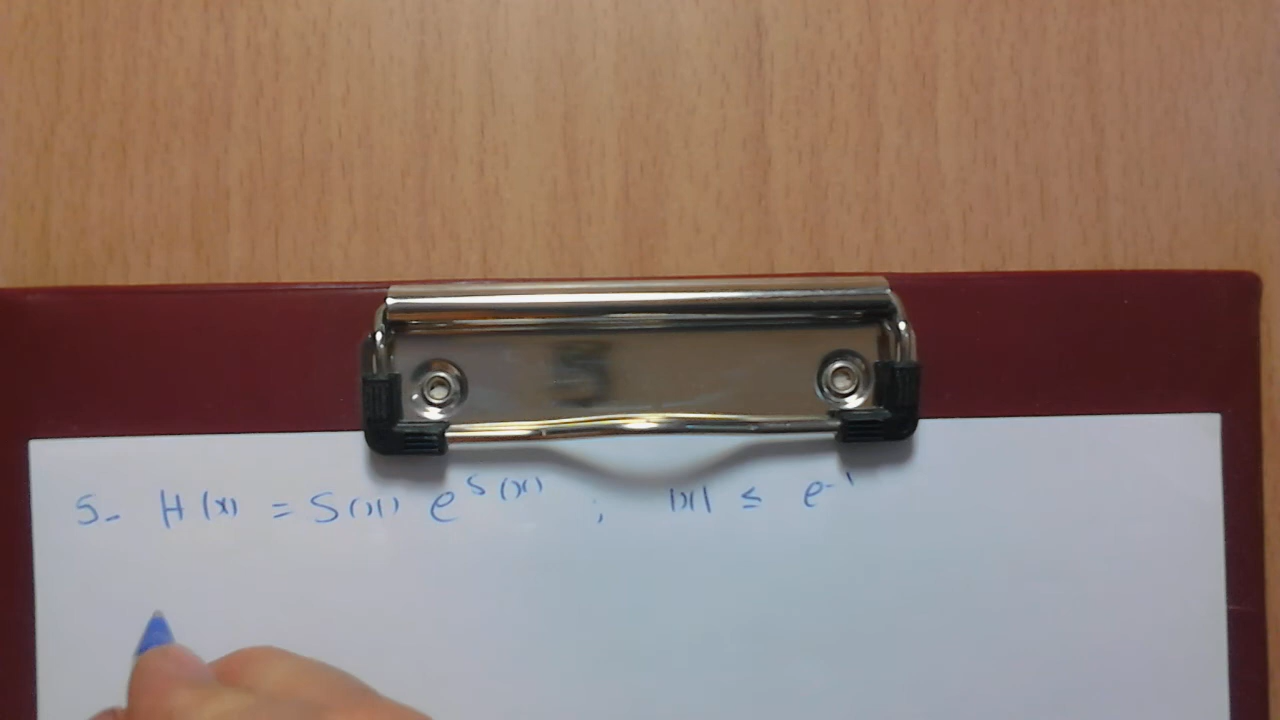 5- H(x) = S(x) e^S(x) ; |x| ≤ e^-1
S